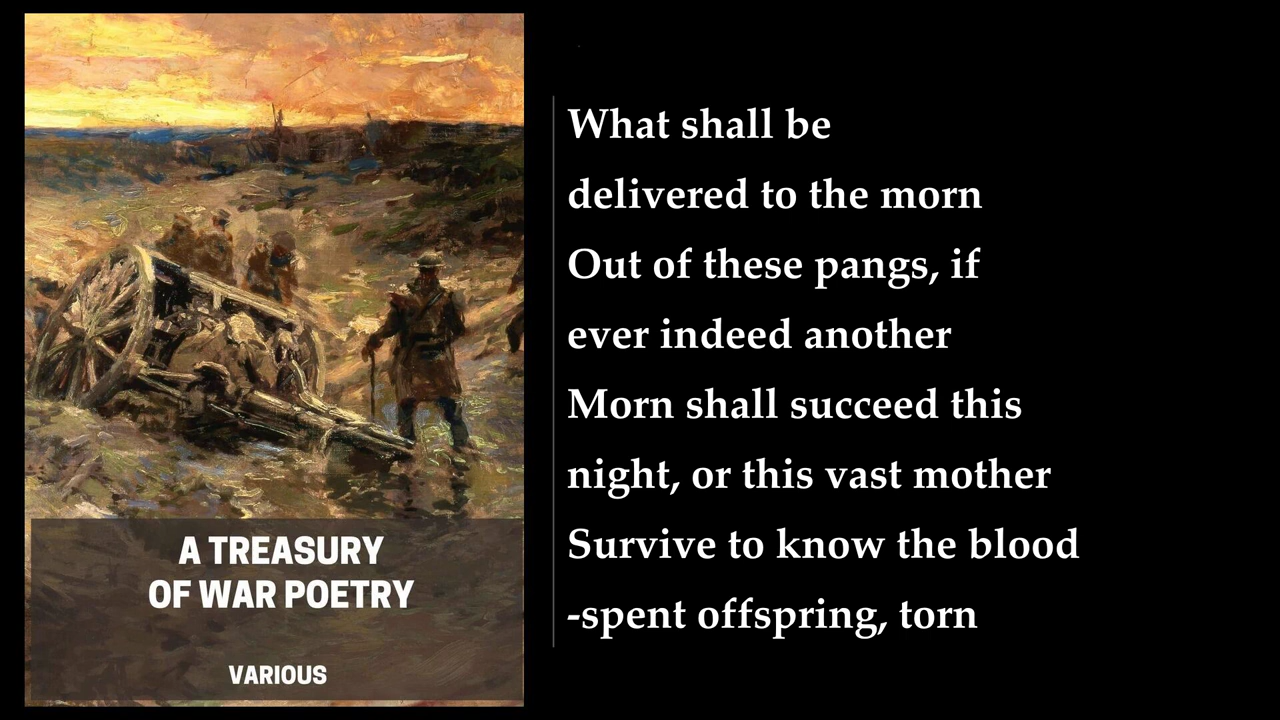 A TREASURY
OF WAR POETRY
VARIOUS
What shall be
delivered to the morn
Out of these pangs, if
ever indeed another
Morn shall succeed this
night, or this vast mother
Survive to know the blood
-spent offspring, torn